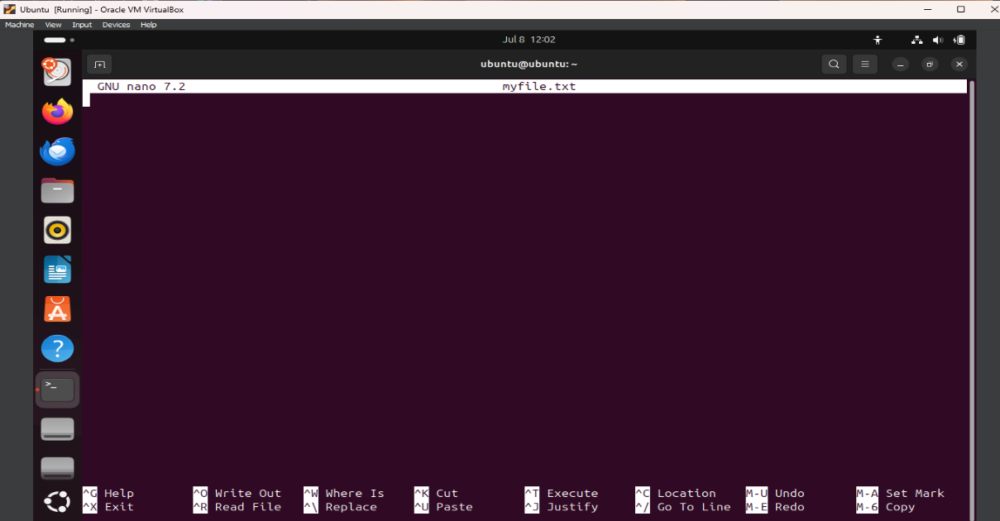 Ubuntu [Running] - Oracle VM VirtualBox
Machine View Input Devices Help
Jul 8 12:02
ubuntu@ubuntu: ~
GNU nano 7.2 myfile.txt
^G Help ^O Write Out ^W Where Is ^K Cut ^T Execute ^C Location M-U Undo M-A Set Mark
^X Exit ^R Read File ^\ Replace ^U Paste ^J Justify ^/ Go To Line M-E Redo M-6 Copy